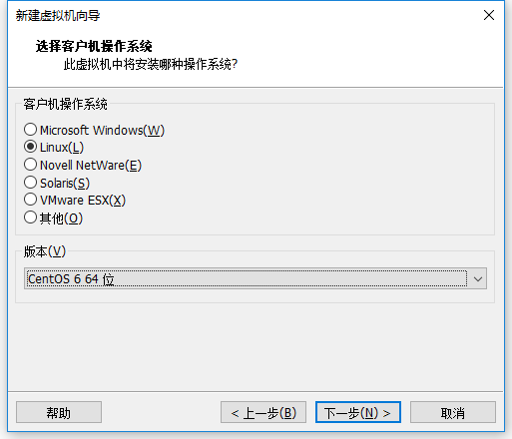 新建虚拟机向导
选择客户机操作系统
此虚拟机中将安装哪种操作系统?
客户机操作系统
Microsoft Windows(W)
Linux(L)
Novell NetWare(E)
Solaris(S)
VMware ESX(X)
其他(O)
版本(V)
CentOS 6 64 位
帮助
< 上一步(B)
下一步(N) >
取消